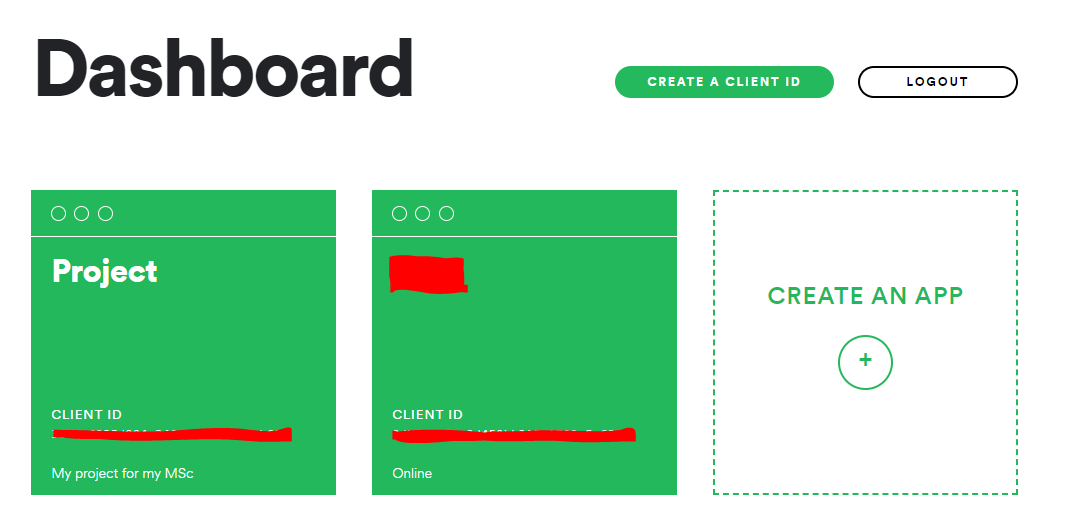 Dashboard
CREATE A CLIENT ID
LOGOUT
Project
CLIENT ID
My project for my MSc
CLIENT ID
Online
CREATE AN APP
+